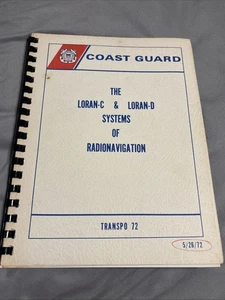 COAST GUARD
THE
LORAN-C & LORAN-D
SYSTEMS
OF
RADIONAVIGATION
TRANSPO 72
5/26/72